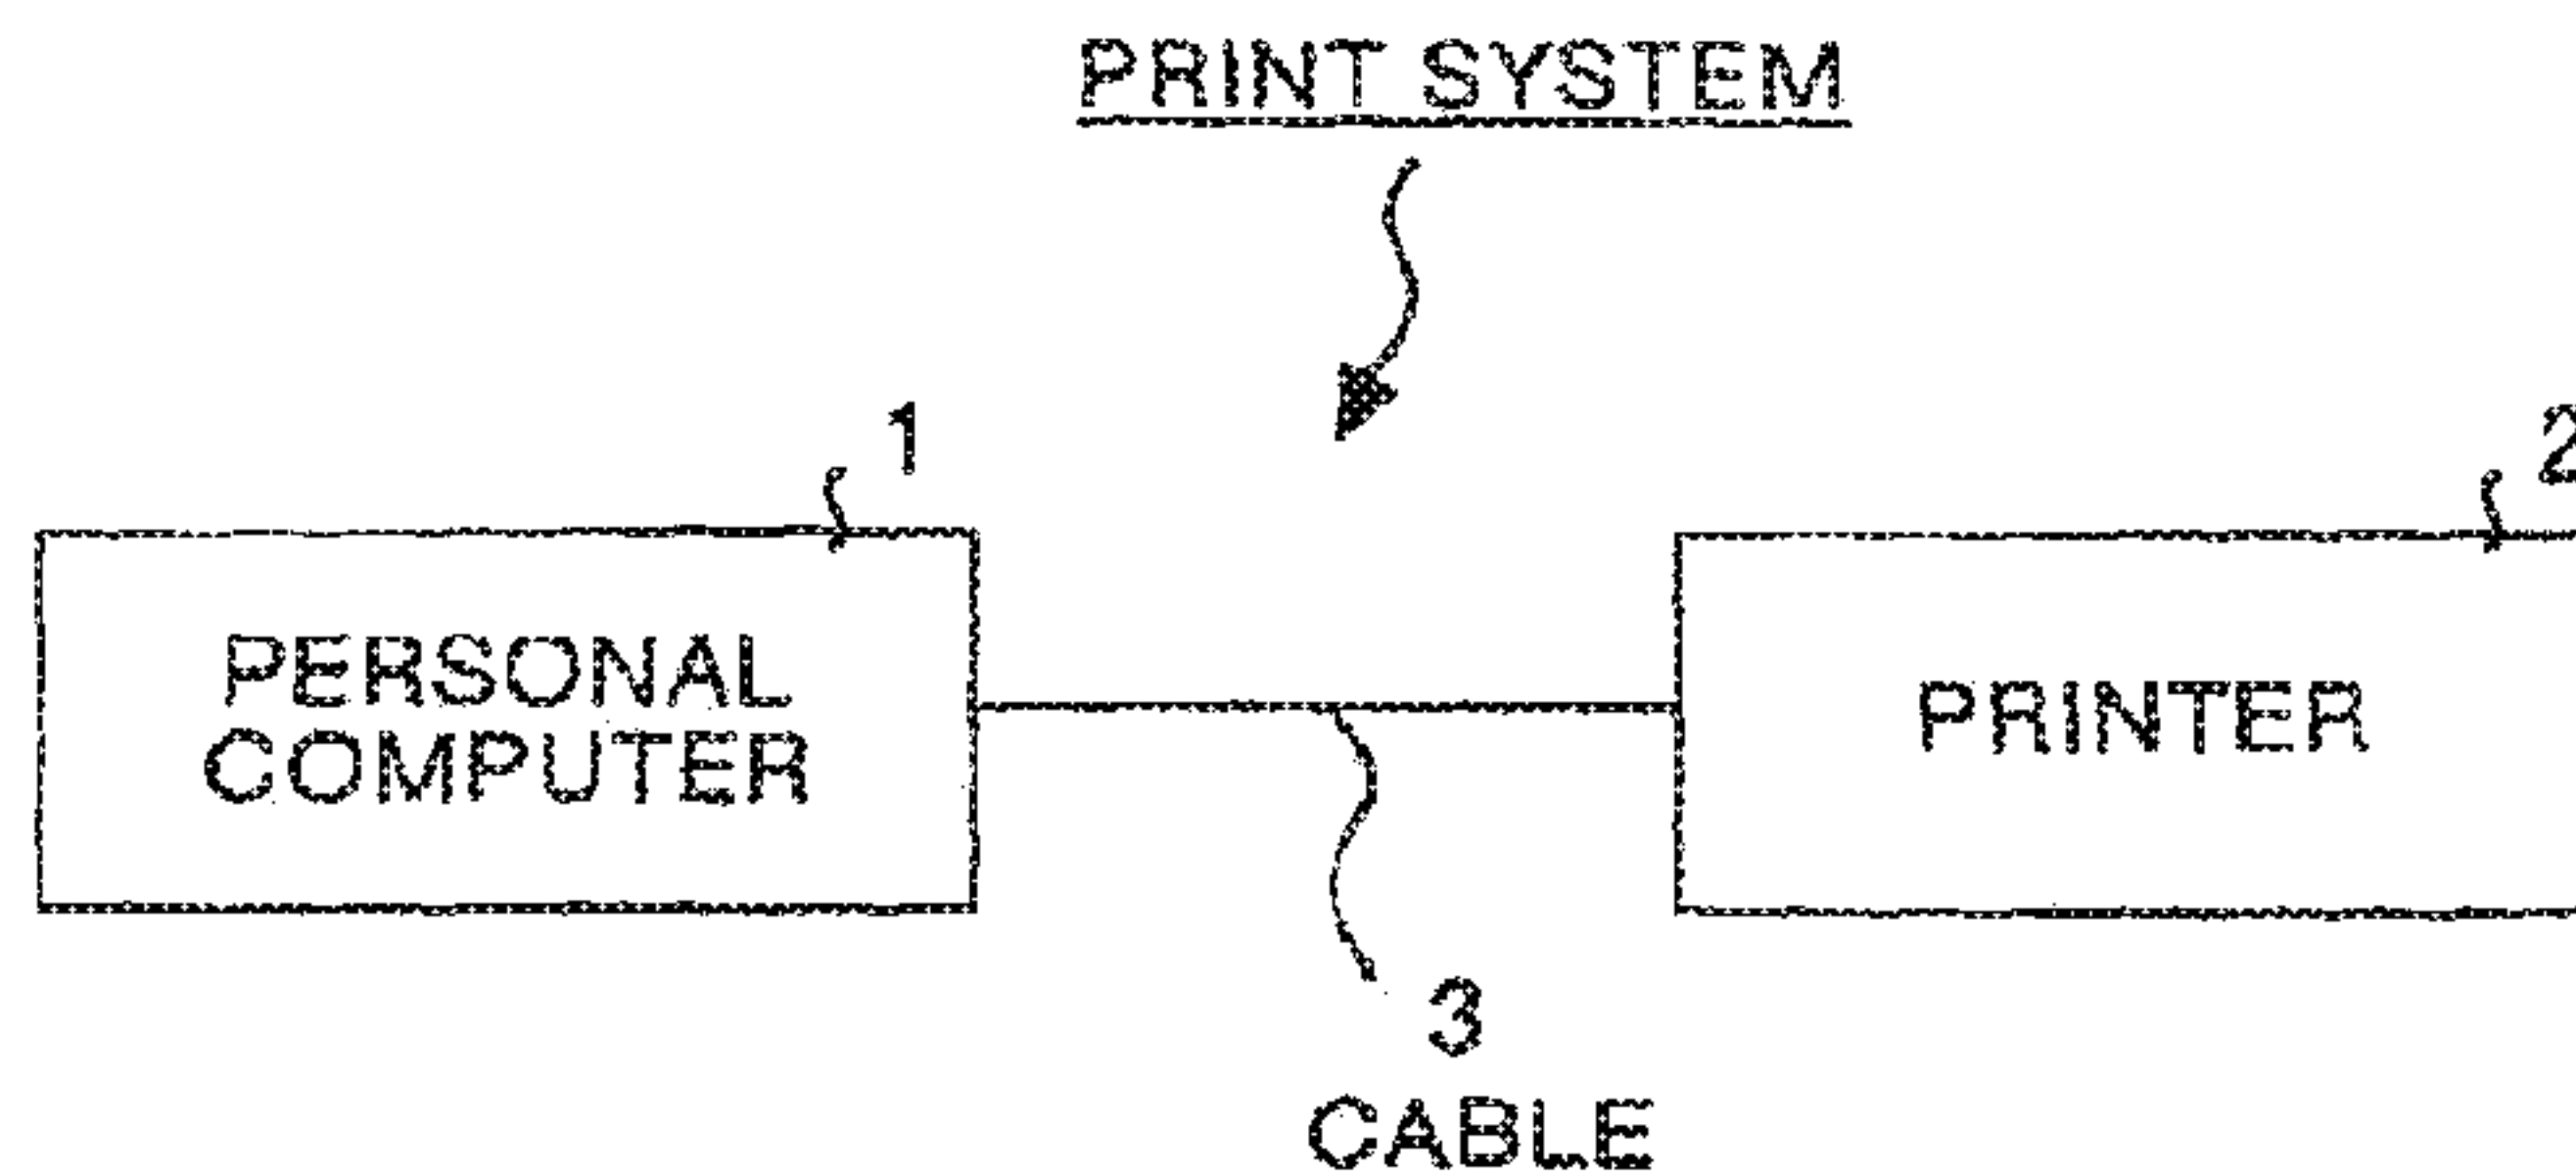 PRINT SYSTEM
1
2
PERSONAL
COMPUTER
PRINTER
3
CABLE